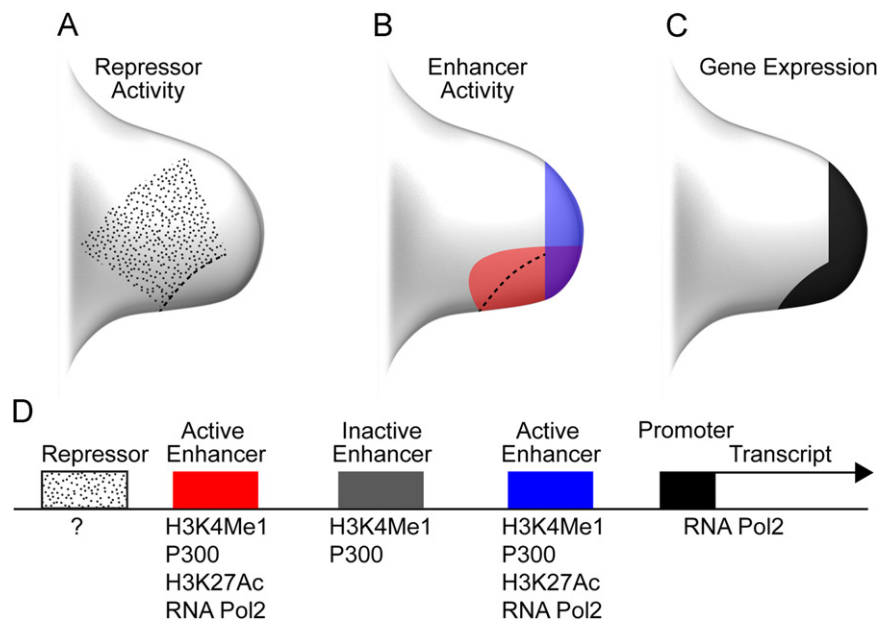 A
B
C
Repressor
Activity
Enhancer
Activity
Gene Expression
D
Repressor
Active
Enhancer
Inactive
Enhancer
Active
Enhancer
Promoter
Transcript
?
H3K4Me1
P300
H3K27Ac
RNA Pol2
H3K4Me1
P300
H3K4Me1
P300
H3K27Ac
RNA Pol2
RNA Pol2